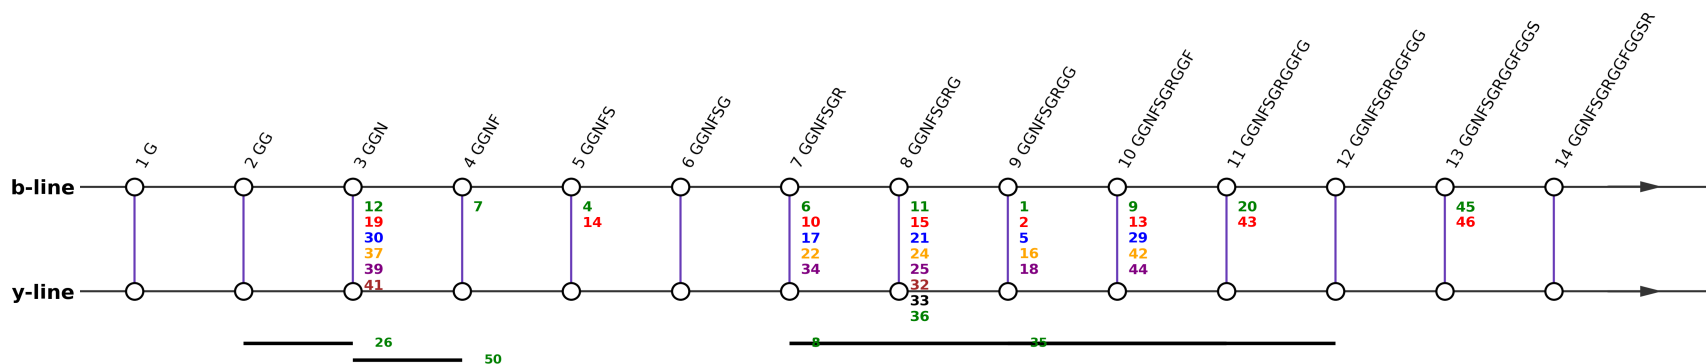 1 G
2 GG
3 GGN
4 GGNF
5 GGNFS
6 GGNFSG
7 GGNFSGR
8 GGNFSGRG
9 GGNFSGRGG
10 GGNFSGRGGF
11 GGNFSGRGGFG
12 GGNFSGRGGFGG
13 GGNFSGRGGFGGS
14 GGNFSGRGGFGGSR
b-line
12
19
30
37
39
41
7
4
14
6
10
17
22
34
11
15
21
24
25
32
33
36
1
2
5
16
18
9
13
29
42
44
20
43
45
46
y-line
26
8
35
50